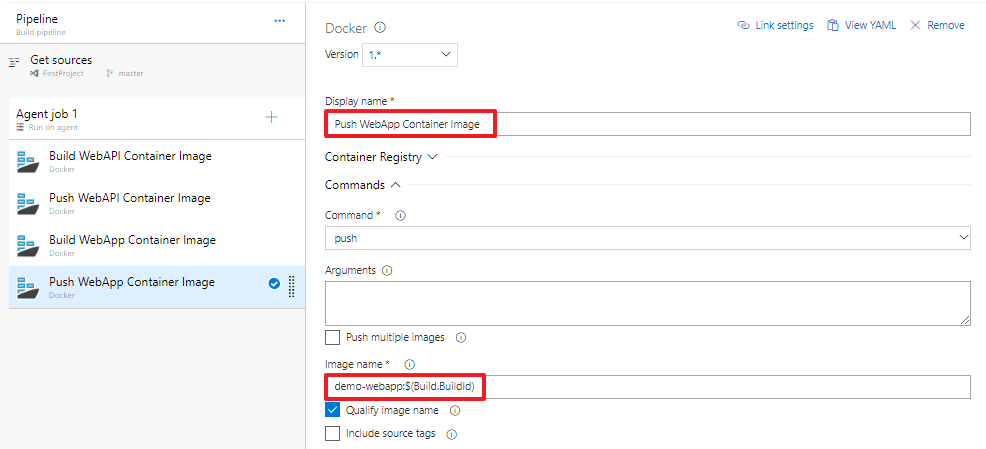 Pipeline
Build pipeline
Get sources
FirstProject master
Agent job 1
Run on agent
Build WebAPI Container Image
Docker
Push WebAPI Container Image
Docker
Build WebApp Container Image
Docker
Push WebApp Container Image
Docker
Docker
Link settings View YAML Remove
Version 1.*
Display name *
Push WebApp Container Image
Container Registry
Commands
Command *
push
Arguments
Push multiple images
Image name *
demo-webapp:$(Build.BuildId)
Qualify image name
Include source tags